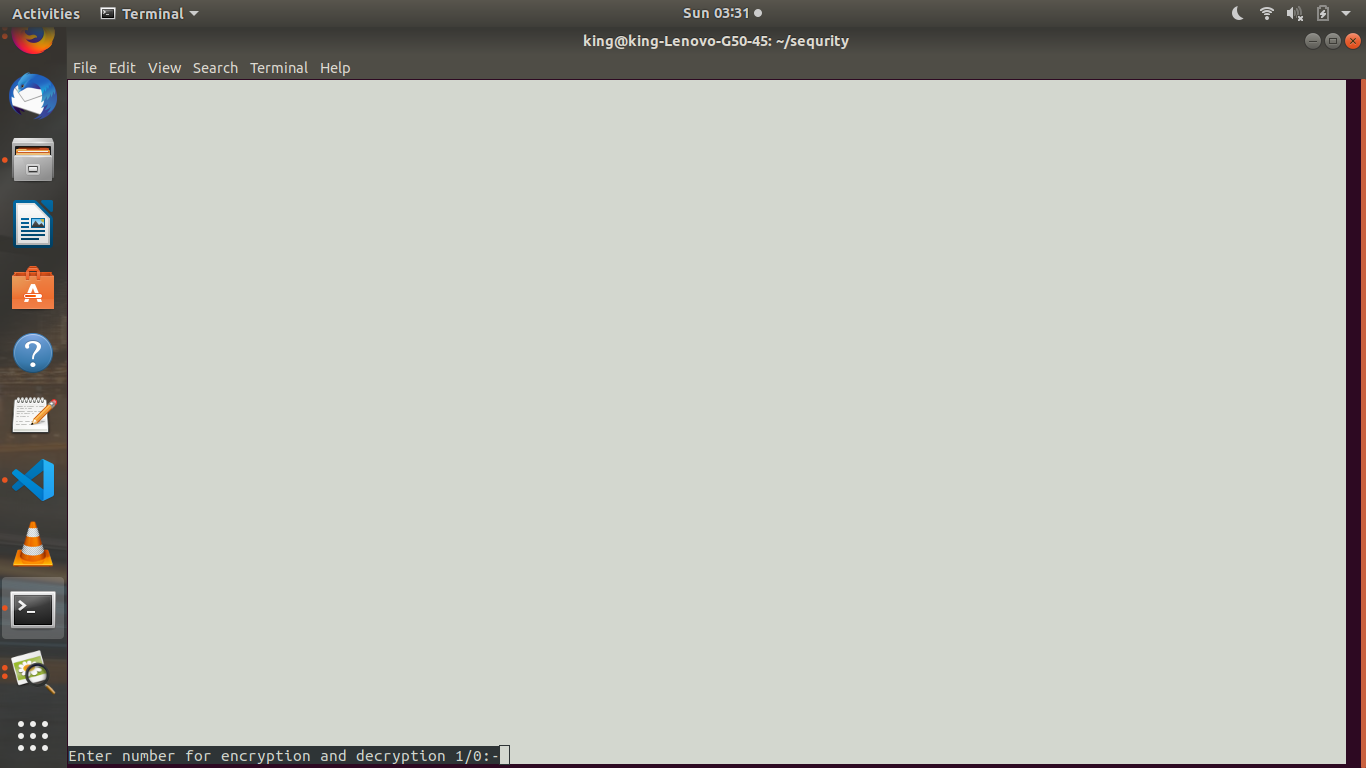 Activities Terminal Sun 03:31
king@king-Lenovo-G50-45: ~/sequrity
File Edit View Search Terminal Help
Enter number for encryption and decryption 1/0:-